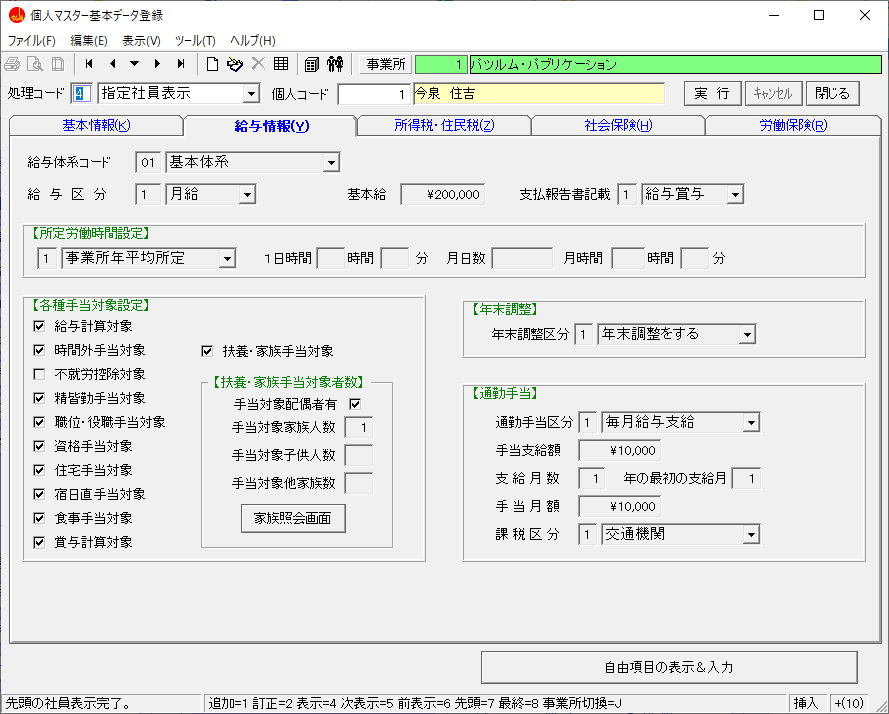 個人マスター基本データ登録
ファイル(F) 編集(E) 表示(V) ツール(T) ヘルプ(H)
事業所 1 パツルム・パブリケーション
処理コード 4 指定社員表示 個人コード 1 今泉 住吉 実 行 キャンセル 閉じる
基本情報(K) 給与情報(Y) 所得税・住民税(Z) 社会保険(H) 労働保険(R)
給与体系コード 01 基本体系
給 与 区 分 1 月給 基本給 ¥200,000 支払報告書記載 1 給与賞与
【所定労働時間設定】
1 事業所年平均所定 1日時間 時間 分 月日数 月時間 時間 分
【各種手当対象設定】
給与計算対象
時間外手当対象
不就労控除対象
精皆勤手当対象
職位・役職手当対象
資格手当対象
住宅手当対象
宿日直手当対象
食事手当対象
賞与計算対象
扶養・家族手当対象
【扶養・家族手当対象者数】
手当対象配偶者有
手当対象家族人数 1
手当対象子供人数
手当対象他家族数
家族照会画面
【年末調整】
年末調整区分 1 年末調整をする
【通勤手当】
通勤手当区分 1 毎月給与支給
手当支給額 ¥10,000
支 給 月 数 1 年の最初の支給月 1
手 当 月 額 ¥10,000
課 税 区 分 1 交通機関
自由項目の表示&入力
先頭の社員表示完了。 追加=1 訂正=2 表示=4 次表示=5 前表示=6 先頭=7 最終=8 事業所切換=J 挿入 +(10)